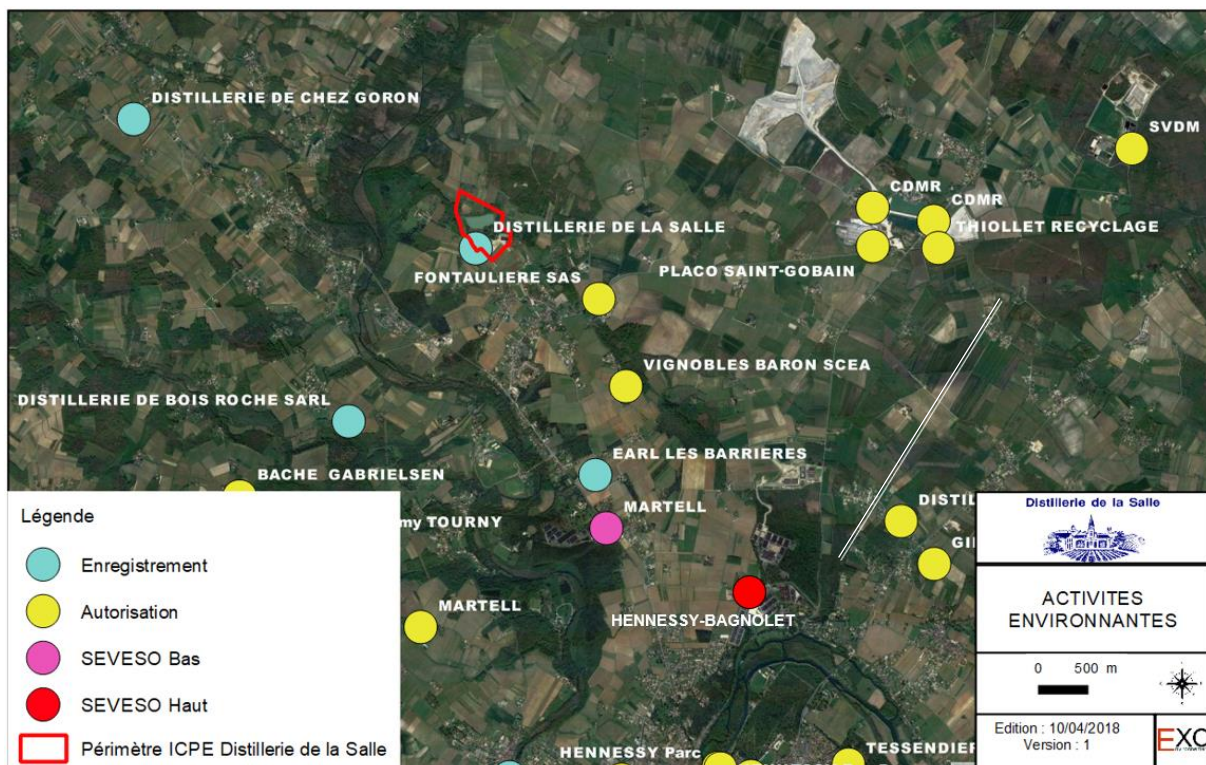 DISTILLERIE DE CHEZ GORON
SVDM
CDMR
CDMR
DISTILLERIE DE LA SALLE
THIOLLET RECYCLAGE
FONTAULIERE SAS
PLACO SAINT-GOBAIN
VIGNOBLES BARON SCEA
DISTILLERIE DE BOIS ROCHE SARL
EARL LES BARRIERES
BACHE GABRIELSEN
MARTELL
my TOURNY
DISTIL
GI
HENNESSY-BAGNOLET
MARTELL
HENNESSY Parc
TESSENDIER
Légende
Enregistrement
Autorisation
SEVESO Bas
SEVESO Haut
Périmètre ICPE Distillerie de la Salle
Distillerie de la Salle
ACTIVITES
ENVIRONNANTES
0 500 m
Edition : 10/04/2018
Version : 1